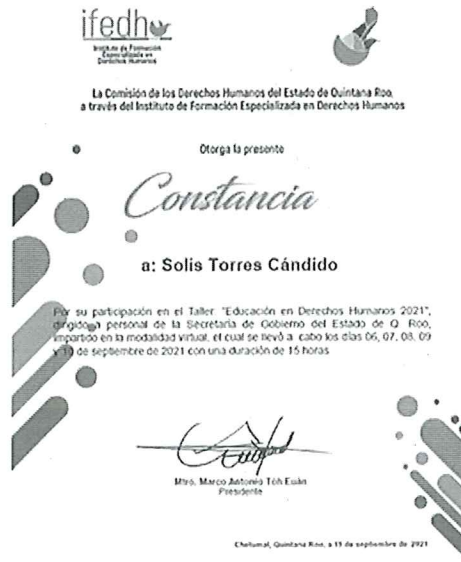 ifedh
Instituto de Formación
Especializada en
Derechos Humanos
La Comisión de los Derechos Humanos del Estado de Quintana Roo,
a través del Instituto de Formación Especializada en Derechos Humanos
Otorga la presente
Constancia
a: Solis Torres Cándido
Por su participación en el Taller "Educación en Derechos Humanos 2021",
dirigido a personal de la Secretaría de Gobierno del Estado de Q. Roo,
impartido en la modalidad virtual, el cual se llevó a cabo los días 06, 07, 08, 09
y 10 de septiembre de 2021 con una duración de 15 horas
Mtro. Marco Antonio Tóh Euán
Presidente
Chetumal, Quintana Roo, a 11 de septiembre de 2021